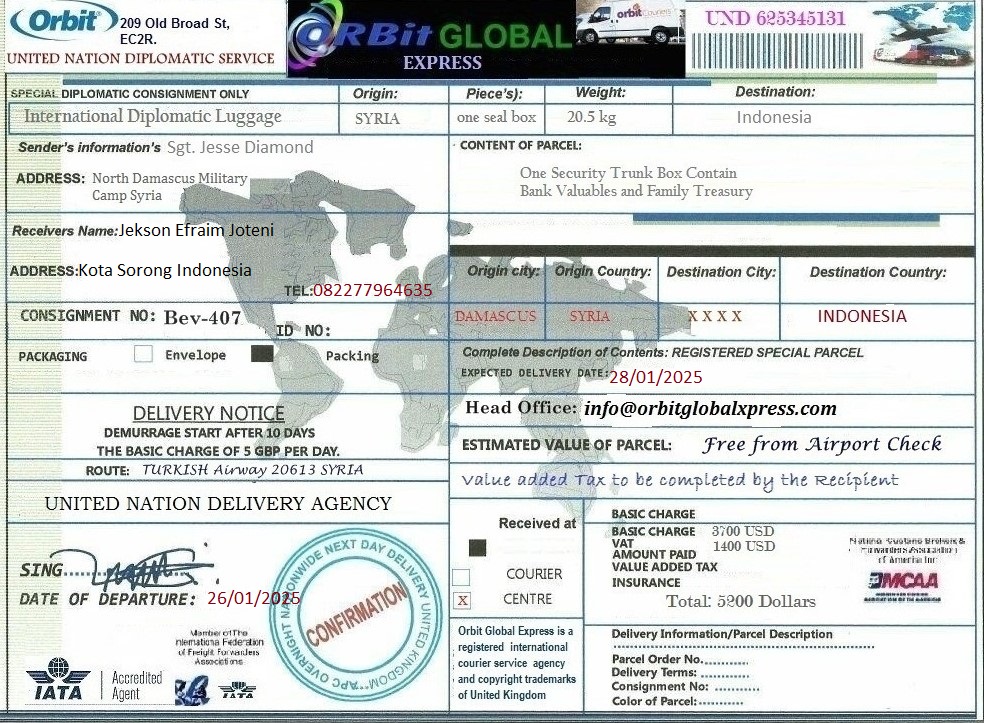 Orbit
209 Old Broad St,
EC2R.
UNITED NATION DIPLOMATIC SERVICE
ORBit GLOBAL
EXPRESS
orbit Couriers
UND 625345131
SPECIAL DIPLOMATIC CONSIGNMENT ONLY
International Diplomatic Luggage
Origin:
SYRIA
Piece's):
one seal box
Weight:
20.5 kg
Destination:
Indonesia
Sender's information's Sgt. Jesse Diamond
ADDRESS: North Damascus Military
Camp Syria
CONTENT OF PARCEL:
One Security Trunk Box Contain
Bank Valuables and Family Treasury
Receivers Name:Jekson Efraim Joteni
ADDRESS:Kota Sorong Indonesia
TEL:082277964635
Origin city:
DAMASCUS
Origin Country:
SYRIA
Destination City:
X X X X
Destination Country:
INDONESIA
CONSIGNMENT NO: Bev-407
ID NO:
PACKAGING
Envelope
Packing
Complete Description of Contents: REGISTERED SPECIAL PARCEL
EXPECTED DELIVERY DATE:28/01/2025
Head Office: info@orbitglobalxpress.com
DELIVERY NOTICE
DEMURRAGE START AFTER 10 DAYS
THE BASIC CHARGE OF 5 GBP PER DAY.
ROUTE: TURKISH Airway 20613 SYRIA
ESTIMATED VALUE OF PARCEL: Free from Airport Check
Value added Tax to be completed by the Recipient
UNITED NATION DELIVERY AGENCY
SING
DATE OF DEPARTURE: 26/01/2025
OVERNIGHT NATIONWIDE NEXT DAY DELIVERY UNITED KINGDOM
APC
CONFIRMATION
Member of The
International Federation
of Freight Forwarders
Associations
IATA
Accredited
Agent
IATA
Received at
COURIER
X CENTRE
Orbit Global Express is a
registered international
courier service agency
and copyright trademarks
of United Kingdom
BASIC CHARGE
BASIC CHARGE 3700 USD
VAT 1400 USD
AMOUNT PAID
VALUE ADDED TAX
INSURANCE
Total: 5200 Dollars
National Customs Brokers &
Forwarders Association
of America Inc
MCAA
Delivery Information/Parcel Description
Parcel Order No.
Delivery Terms:
Consignment No:
Color of Parcel: